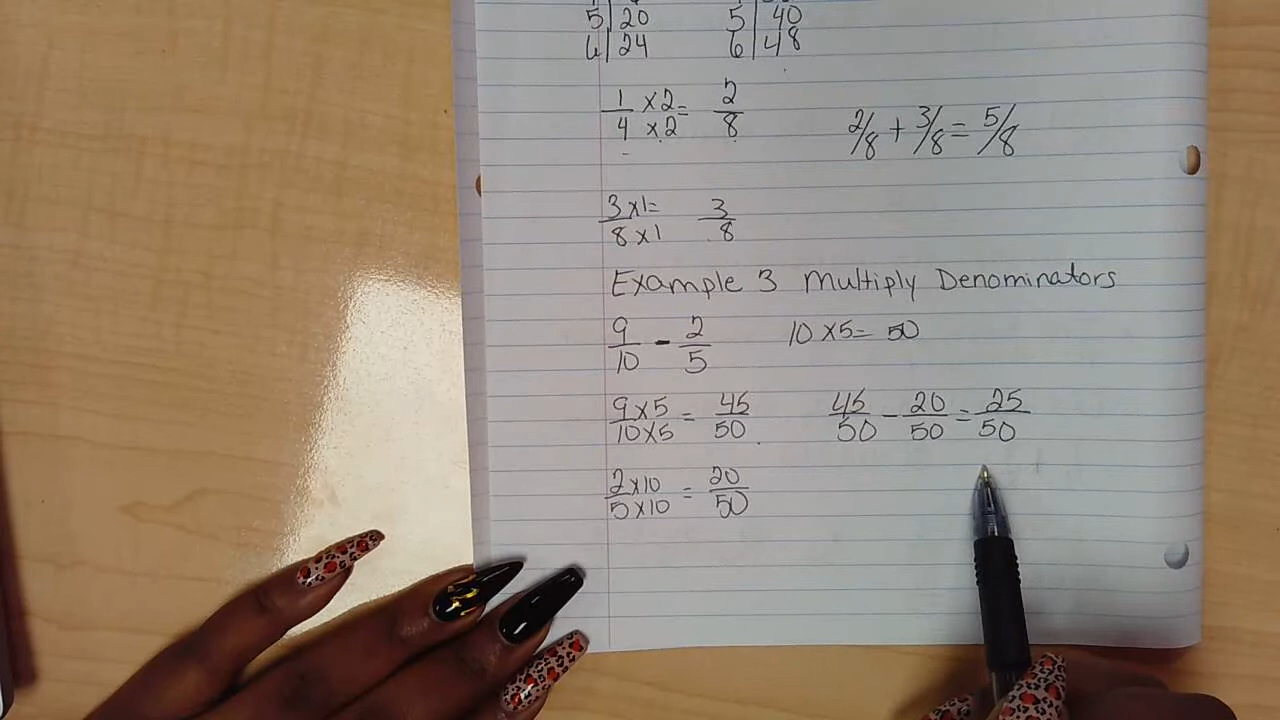 5 | 20 5 | 40
6 | 24 6 | 48
1/4 ×2/×2 = 2/8
2/8 + 3/8 = 5/8
3×1/8×1 = 3/8
Example 3 Multiply Denominators
9/10 - 2/5 10 × 5 = 50
9×5/10×5 = 45/50 45/50 - 20/50 = 25/50
2×10/5×10 = 20/50